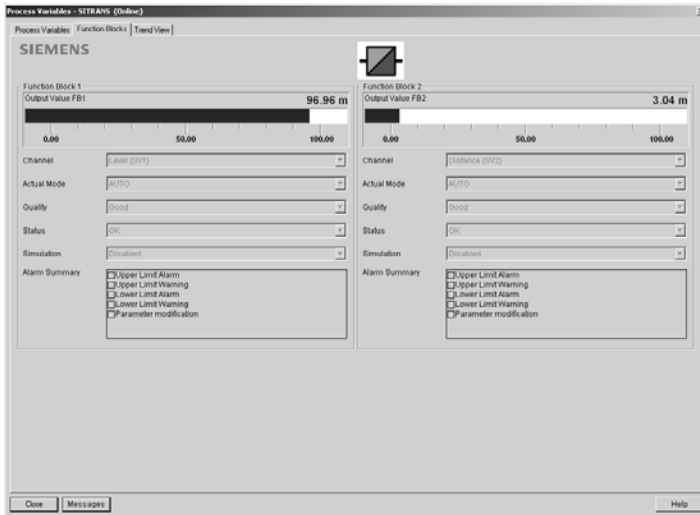 Process Variables - SITRANS (Online)
Process Variables Function Blocks Trend View
SIEMENS
Function Block 1
Output Value FB1 96.96 m
0.00 50.00 100.00
Channel Level (SV1)
Actual Mode AUTO
Quality Good
Status OK
Simulation Disabled
Alarm Summary Upper Limit Alarm
Upper Limit Warning
Lower Limit Alarm
Lower Limit Warning
Parameter modification
Function Block 2
Output Value FB2 3.04 m
0.00 50.00 100.00
Channel Distance (SV2)
Actual Mode AUTO
Quality Good
Status OK
Simulation Disabled
Alarm Summary Upper Limit Alarm
Upper Limit Warning
Lower Limit Alarm
Lower Limit Warning
Parameter modification
Close Messages Help